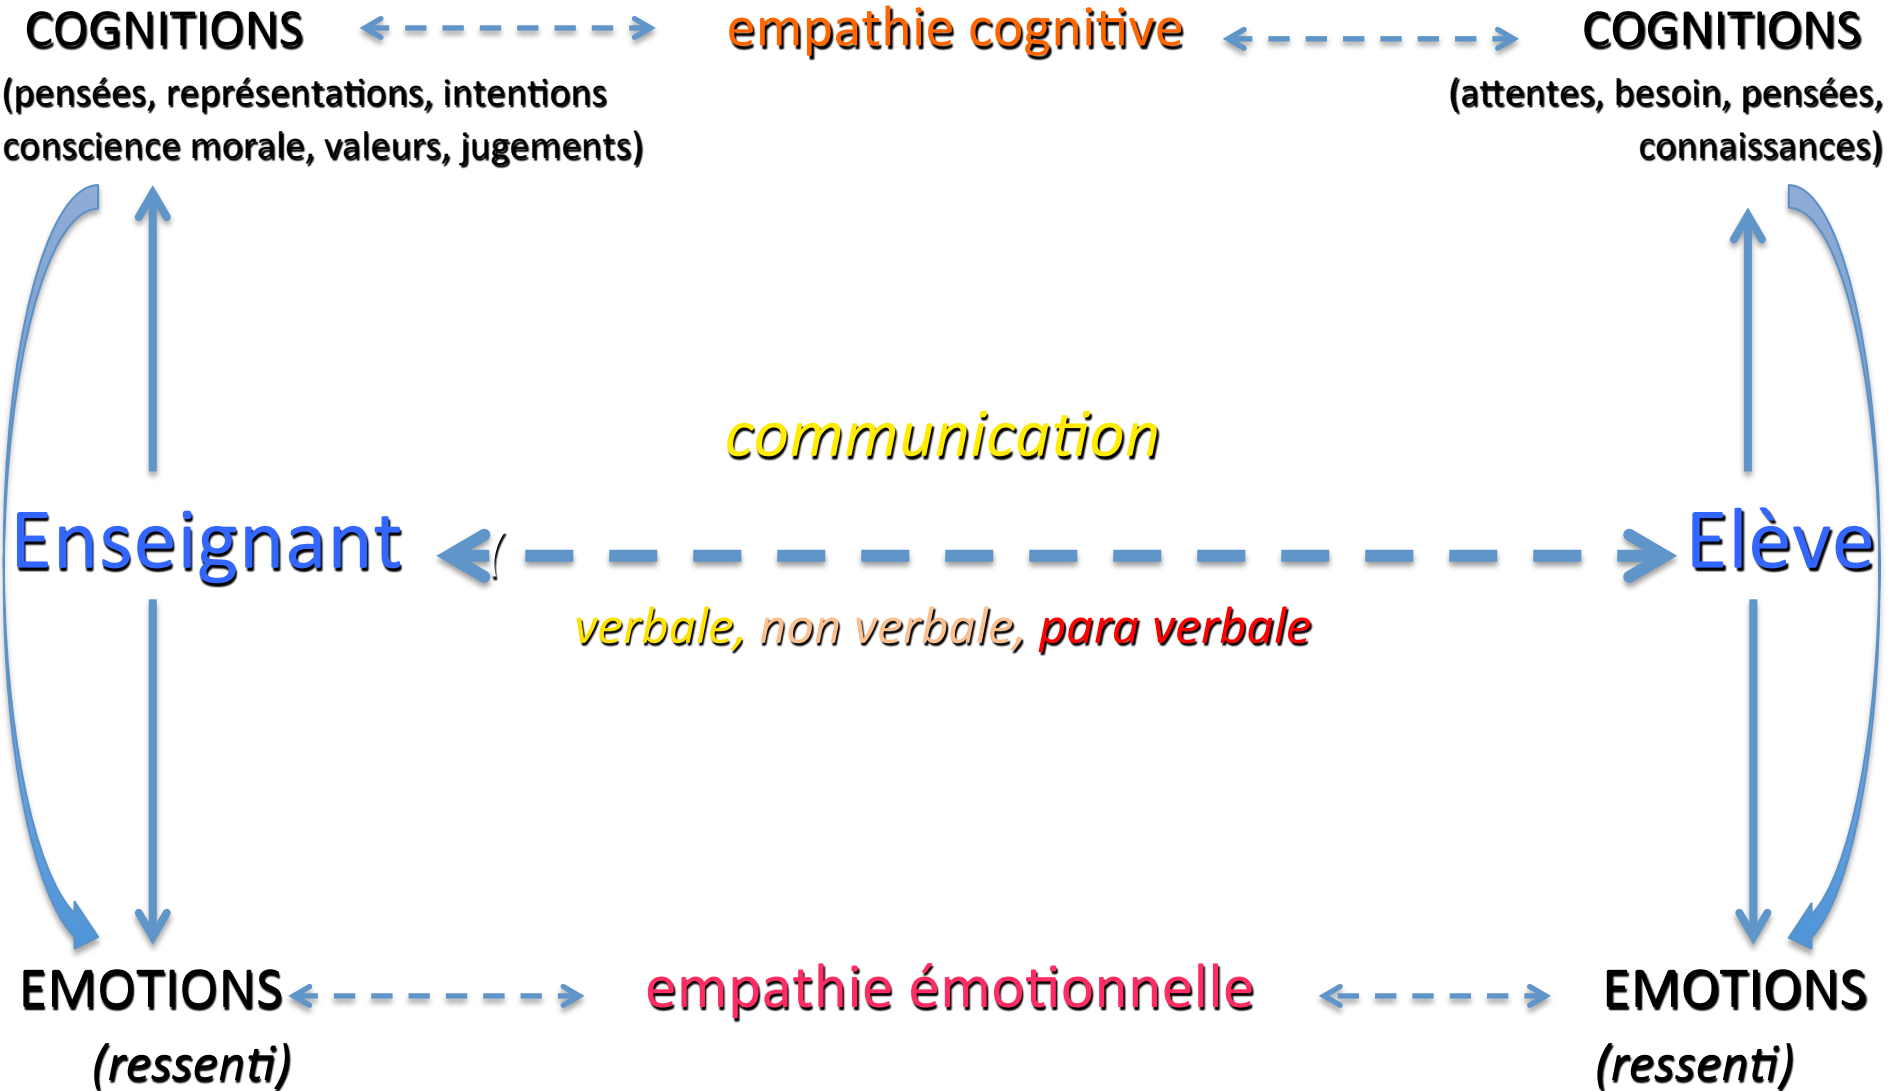 COGNITIONS empathie cognitive COGNITIONS
(pensées, représentations, intentions
conscience morale, valeurs, jugements)
(attentes, besoin, pensées,
connaissances)
communication
Enseignant ( Elève
verbale, non verbale, para verbale
EMOTIONS empathie émotionnelle EMOTIONS
(ressenti) (ressenti)